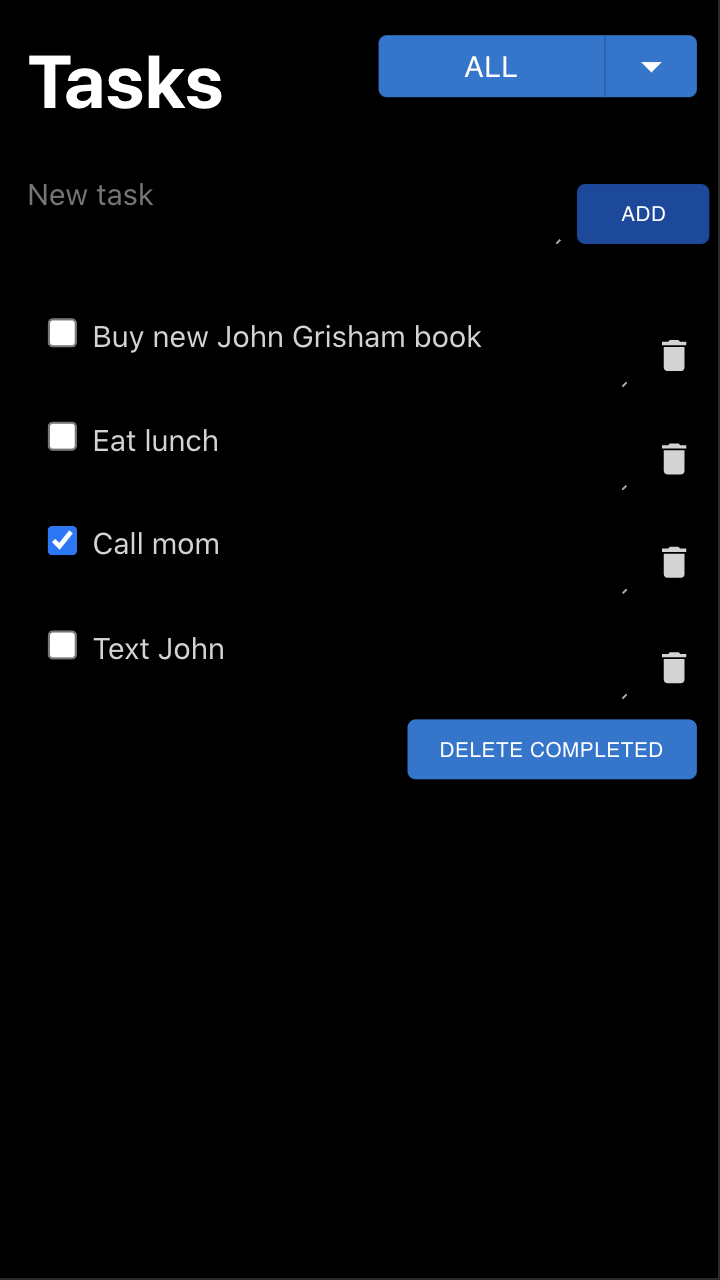 Tasks
ALL
New task
ADD
Buy new John Grisham book
Eat lunch
Call mom
Text John
DELETE COMPLETED